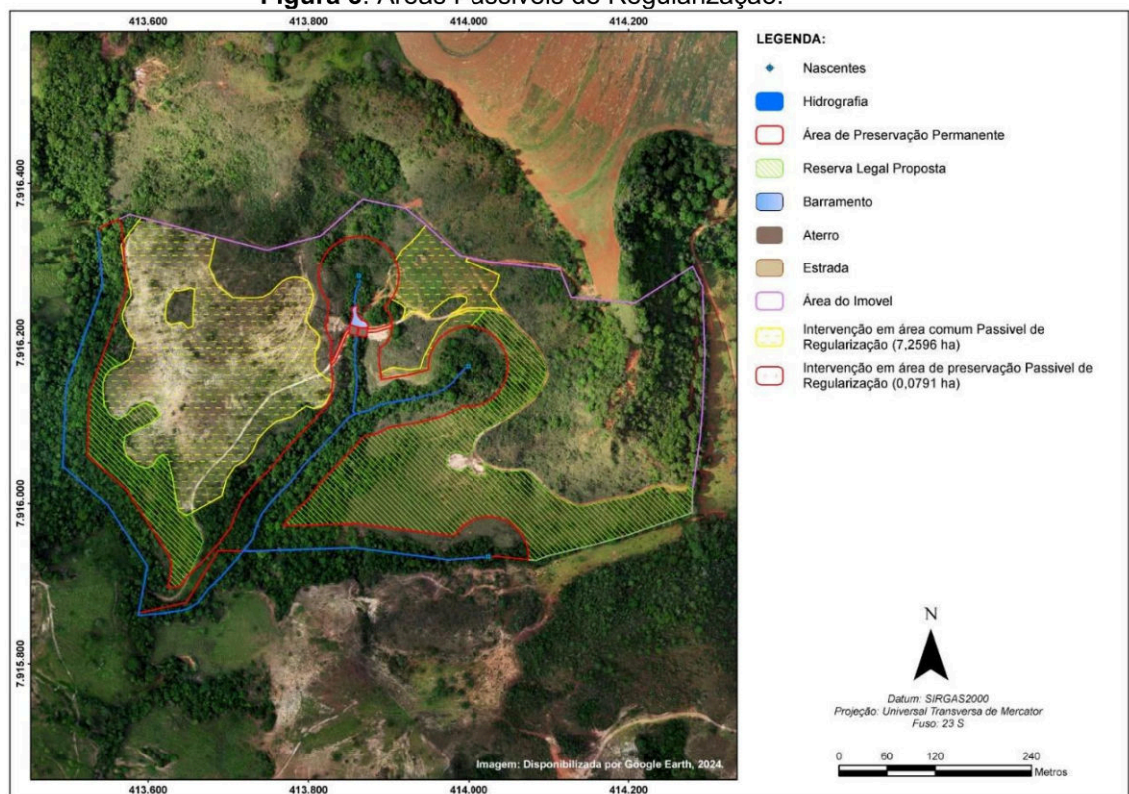 Figura 3. Áreas Passíveis de Regularização.
413.600 413.800 414.000 414.200
7.916.400
7.916.200
7.916.000
7.915.800
413.600 413.800 414.000 414.200
Imagem: Disponibilizada por Google Earth, 2024.
LEGENDA:
Nascentes
Hidrografia
Área de Preservação Permanente
Reserva Legal Proposta
Barramento
Aterro
Estrada
Área do Imovel
Intervenção em área comum Passivel de
Regularização (7,2596 ha)
Intervenção em área de preservação Passivel de
Regularização (0,0791 ha)
N
Datum: SIRGAS2000
Projeção: Universal Transversa de Mercator
Fuso: 23 S
0 60 120 240
Metros